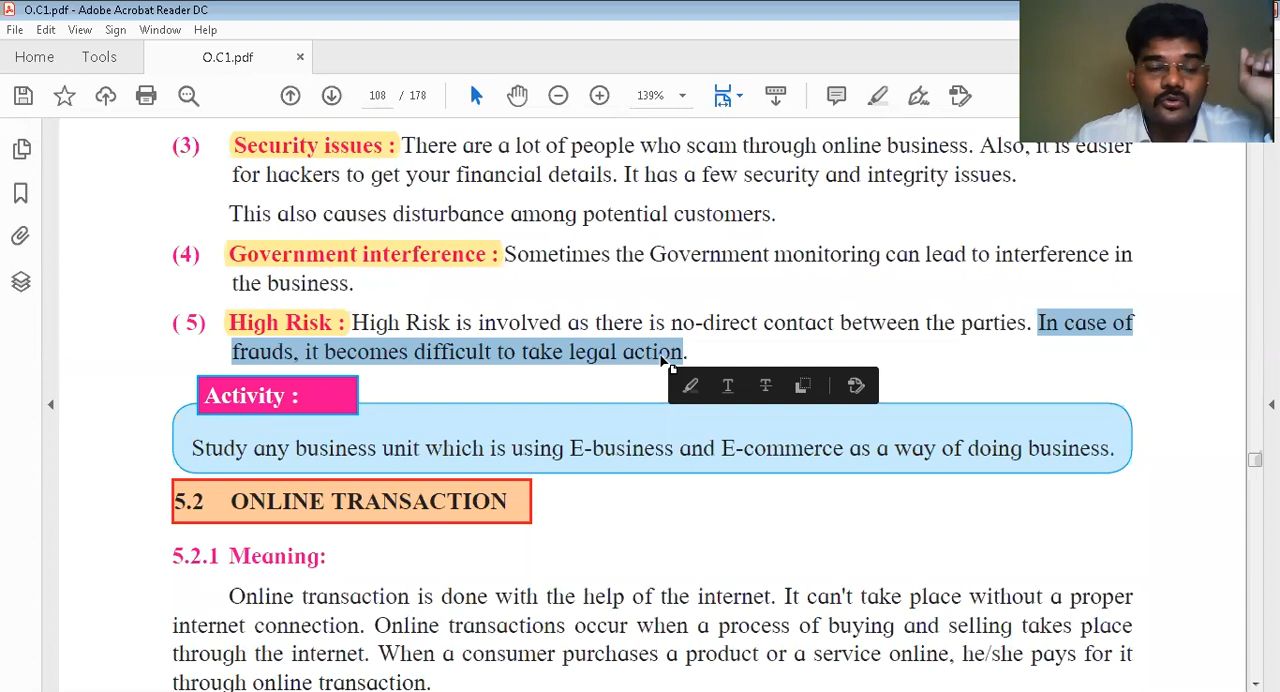 O.C1.pdf - Adobe Acrobat Reader DC
File Edit View Sign Window Help
Home Tools O.C1.pdf ×
108 / 178 139%
(3) Security issues : There are a lot of people who scam through online business. Also, it is easier
for hackers to get your financial details. It has a few security and integrity issues.
This also causes disturbance among potential customers.
(4) Government interference : Sometimes the Government monitoring can lead to interference in
the business.
( 5) High Risk : High Risk is involved as there is no-direct contact between the parties. In case of
frauds, it becomes difficult to take legal action.
Activity :
Study any business unit which is using E-business and E-commerce as a way of doing business.
5.2 ONLINE TRANSACTION
5.2.1 Meaning:
Online transaction is done with the help of the internet. It can't take place without a proper
internet connection. Online transactions occur when a process of buying and selling takes place
through the internet. When a consumer purchases a product or a service online, he/she pays for it
through online transaction.